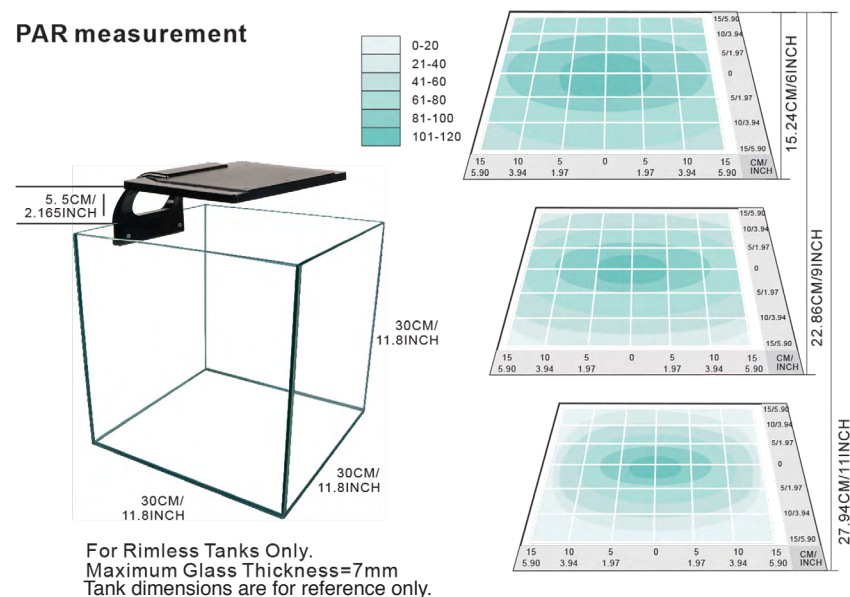 PAR measurement
0-20
21-40
41-60
61-80
81-100
101-120
5. 5CM/
2.165INCH
30CM/
11.8INCH
30CM/
11.8INCH
30CM/
11.8INCH
For Rimless Tanks Only.
Maximum Glass Thickness=7mm
Tank dimensions are for reference only.
15/5.90
10/3.94
5/1.97
0
5/1.97
10/3.94
15/5.90
15 10 5 0 5 10 15 CM/
5.90 3.94 1.97 1.97 3.94 5.90 INCH
15.24CM/6INCH
15/5.90
10/3.94
5/1.97
0
5/1.97
10/3.94
15/5.90
15 10 5 0 5 10 15 CM/
5.90 3.94 1.97 1.97 3.94 5.90 INCH
22.86CM/9INCH
15/5.90
10/3.94
5/1.97
0
5/1.97
10/3.94
15/5.90
15 10 5 0 5 10 15 CM/
5.90 3.94 1.97 1.97 3.94 5.90 INCH
27.94CM/11INCH